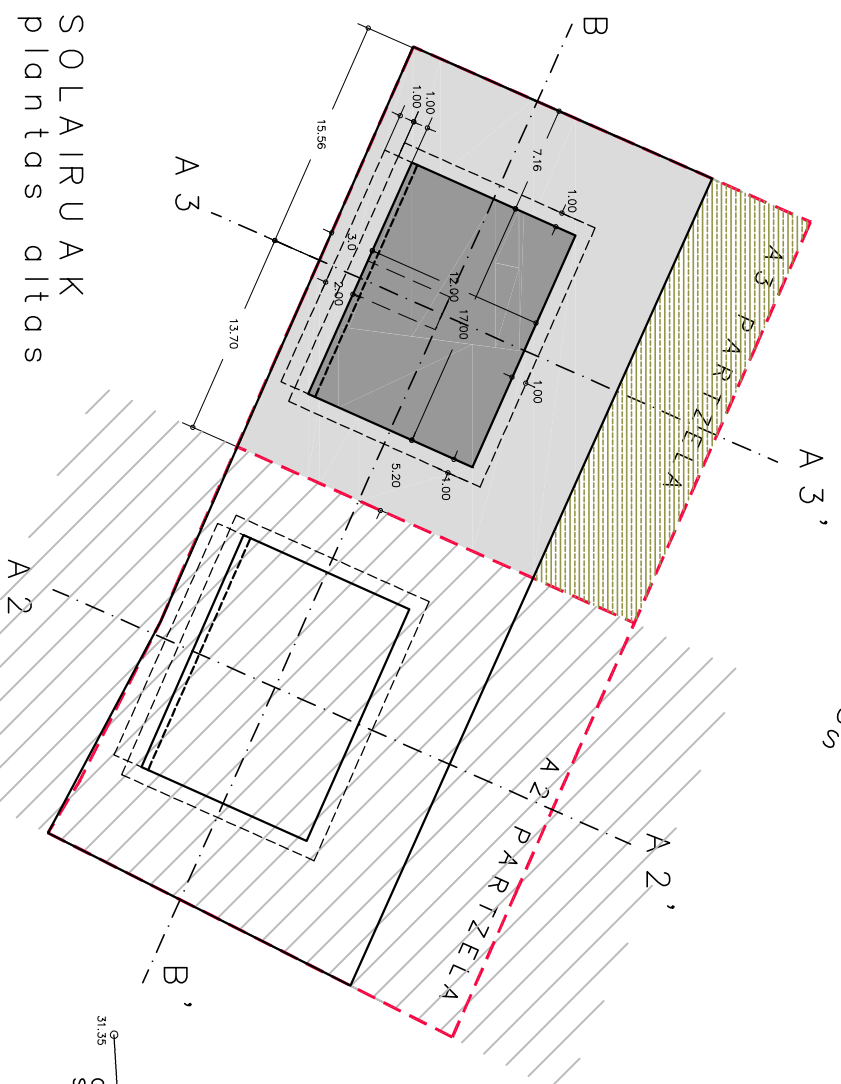 SOLAIRUAK
plantas altas
B
15.56
1.00
1.00
7.16
1.00
A 3
3.0
2.00
12.00
17.00
1.00
13.70
5.20
1.00
A 3 PARTZELA
A 3'
A 2
A 2 PARTZELA
A 2'
B'
31.35